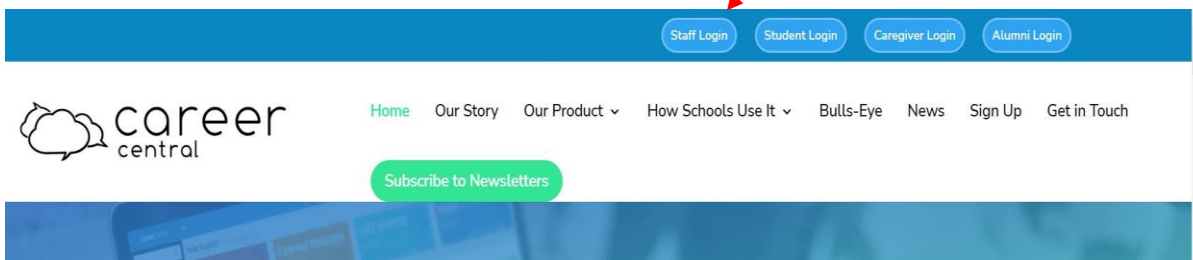 Staff Login Student Login Caregiver Login Alumni Login
career
central
Home Our Story Our Product How Schools Use It Bulls-Eye News Sign Up Get in Touch
Subscribe to Newsletters